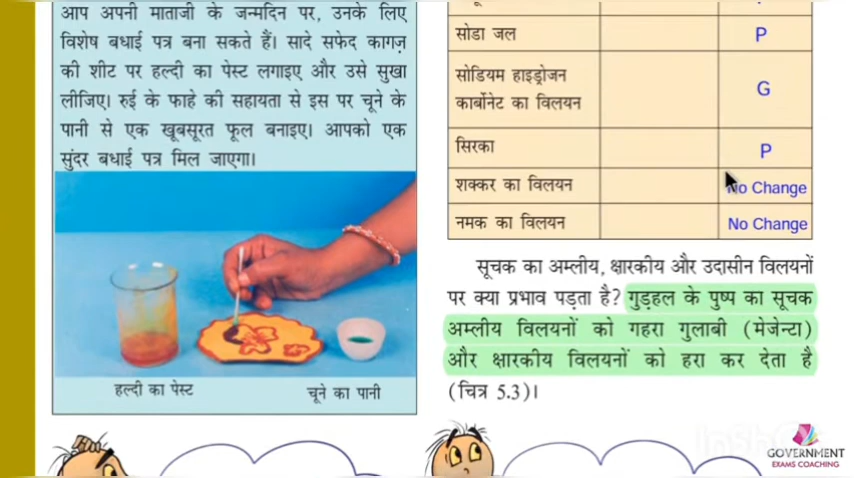 आप अपनी माताजी के जन्मदिन पर, उनके लिए
विशेष बधाई पत्र बना सकते हैं। सादे सफेद कागज़
की शीट पर हल्दी का पेस्ट लगाइए और उसे सुखा
लीजिए। रुई के फाहे की सहायता से इस पर चूने के
पानी से एक खूबसूरत फूल बनाइए। आपको एक
सुंदर बधाई पत्र मिल जाएगा।
हल्दी का पेस्ट
चूने का पानी
सोडा जल P
सोडियम हाइड्रोजन
कार्बोनेट का विलयन G
सिरका P
शक्कर का विलयन No Change
नमक का विलयन No Change
सूचक का अम्लीय, क्षारकीय और उदासीन विलयनों
पर क्या प्रभाव पड़ता है? गुड़हल के पुष्प का सूचक
अम्लीय विलयनों को गहरा गुलाबी (मेजेन्टा)
और क्षारकीय विलयनों को हरा कर देता है
(चित्र 5.3)।
GOVERNMENT
EXAMS COACHING